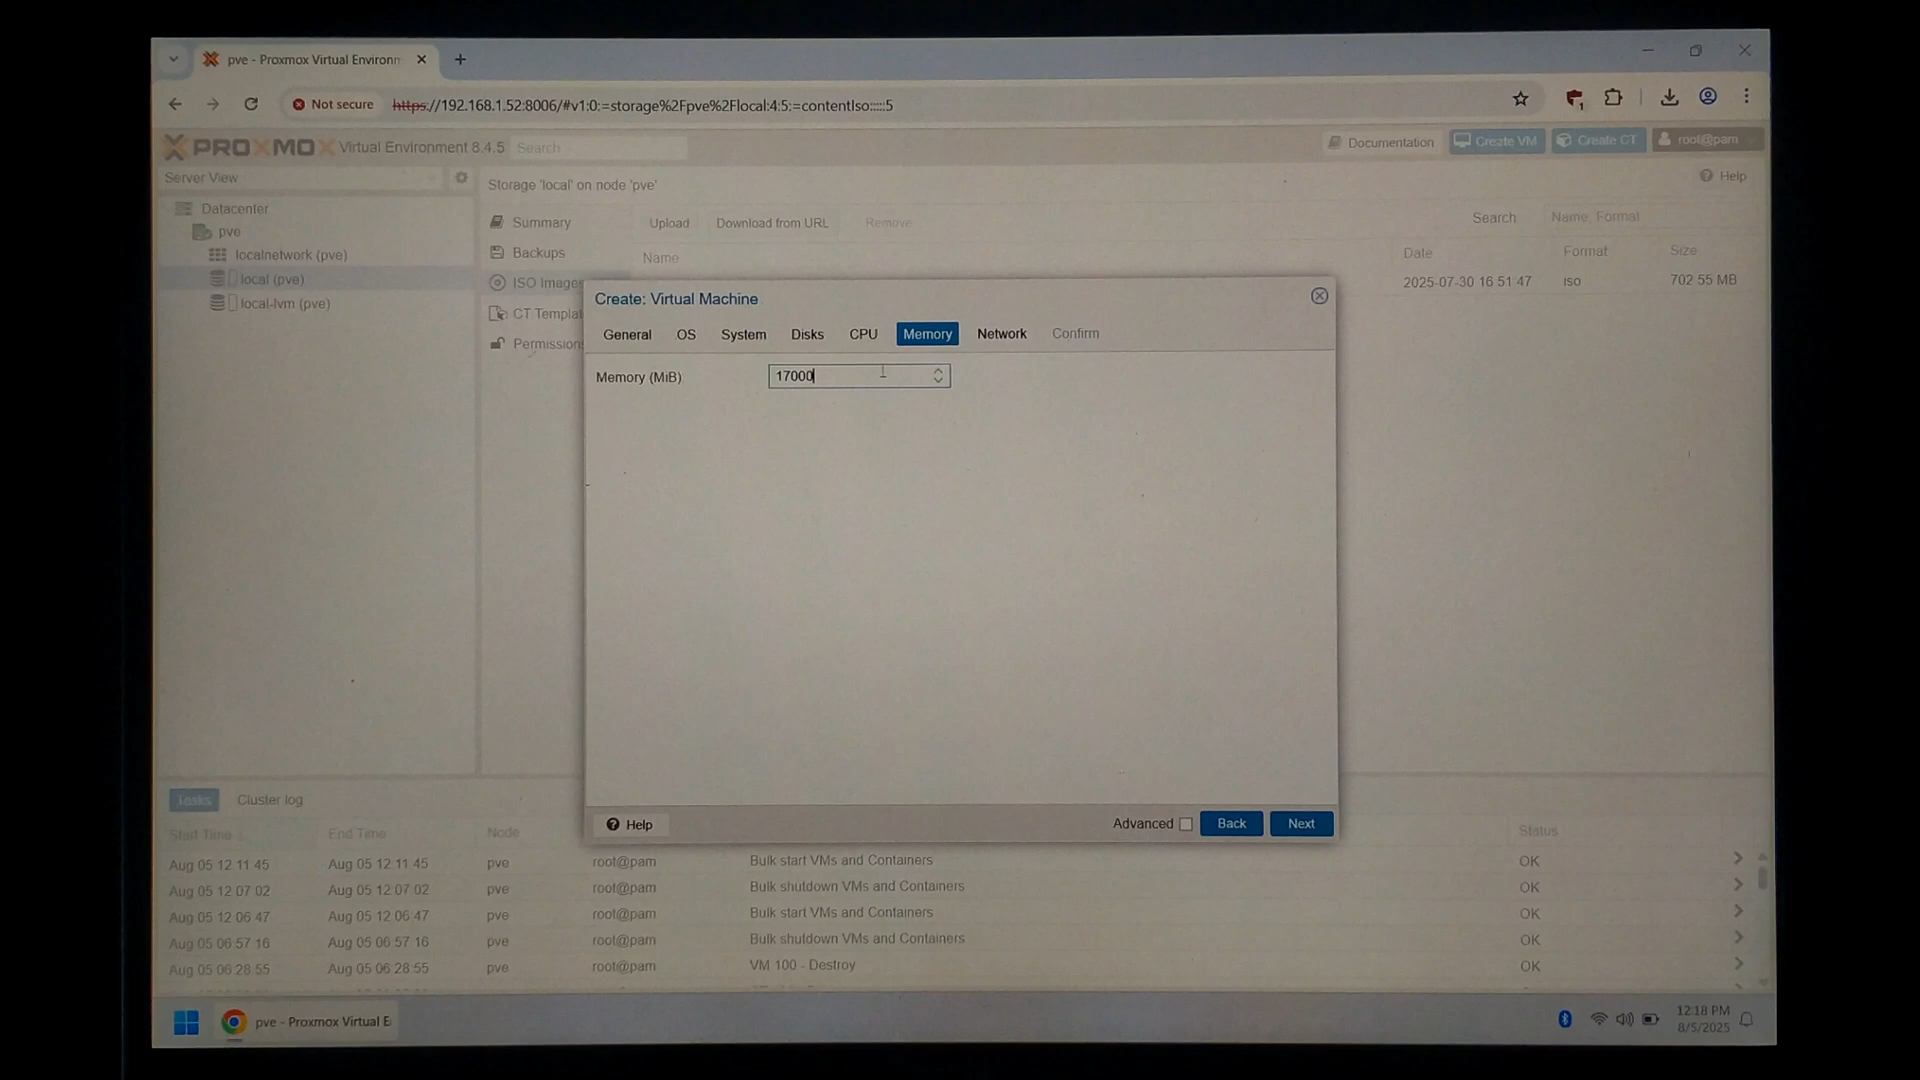 pve - Proxmox Virtual Environm
Not secure
https://192.168.1.52:8006/#v1:0:=storage%2Fpve%2Flocal:4:5:=contentIso:::::5
1
PROXMOX Virtual Environment 8.4.5 Search
Documentation Create VM Create CT root@pam
Server View
Storage 'local' on node 'pve'
Help
Datacenter
pve
localnetwork (pve)
local (pve)
local-lvm (pve)
Summary
Backups
ISO Images
CT Templat
Permissions
Upload Download from URL Remove
Search Name, Format
Name Date Format Size
2025-07-30 16 51 47 iso 702 55 MB
Create: Virtual Machine
General OS System Disks CPU Memory Network Confirm
Memory (MiB) 17000
Help Advanced Back Next
Tasks Cluster log
Start Time End Time Node Status
Aug 05 12 11 45 Aug 05 12 11 45 pve root@pam Bulk start VMs and Containers OK
Aug 05 12 07 02 Aug 05 12 07 02 pve root@pam Bulk shutdown VMs and Containers OK
Aug 05 12 06 47 Aug 05 12 06 47 pve root@pam Bulk start VMs and Containers OK
Aug 05 06 57 16 Aug 05 06 57 16 pve root@pam Bulk shutdown VMs and Containers OK
Aug 05 06 28 55 Aug 05 06 28 55 pve root@pam VM 100 - Destroy OK
pve - Proxmox Virtual E
12:18 PM
8/5/2025